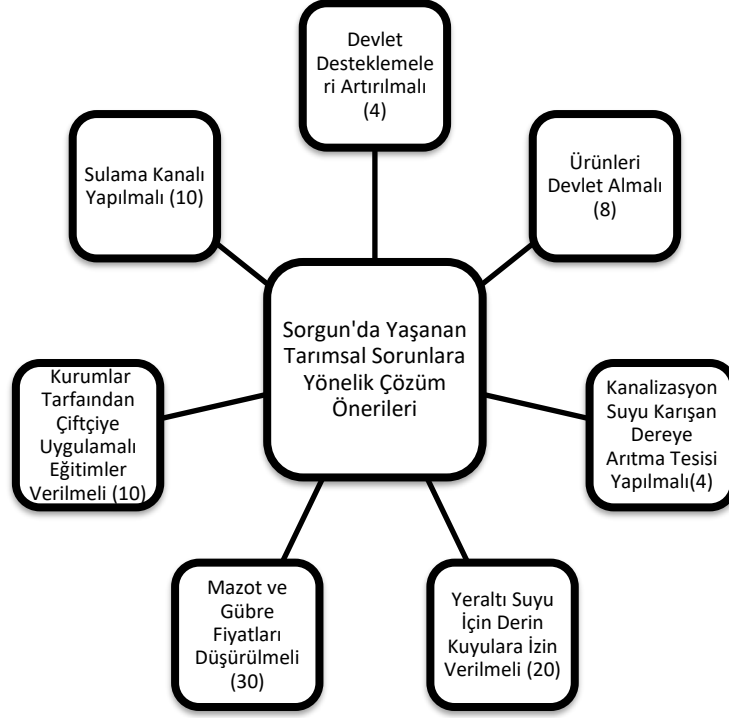 Devlet
Desteklemele
ri Artırılmalı
(4)
Ürünleri
Devlet Almalı
(8)
Kanalizasyon
Suyu Karışan
Dereye
Arıtma Tesisi
Yapılmalı(4)
Yeraltı Suyu
İçin Derin
Kuyulara İzin
Verilmeli (20)
Mazot ve
Gübre
Fiyatları
Düşürülmeli
(30)
Kurumlar
Tarfaından
Çiftçiye
Uygulamalı
Eğitimler
Verilmeli (10)
Sulama Kanalı
Yapılmalı (10)
Sorgun'da Yaşanan
Tarımsal Sorunlara
Yönelik Çözüm
Önerileri